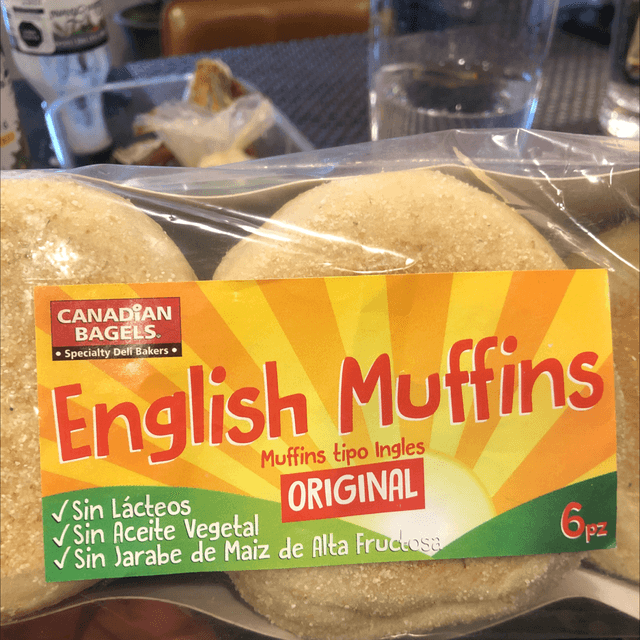 CANADiAN
BAGELS
• Specialty Deli Bakers •
English Muffins
Muffins tipo Ingles
ORIGINAL
✓Sin Lácteos
✓Sin Aceite Vegetal
✓Sin Jarabe de Maiz de Alta Fructosa
6pz